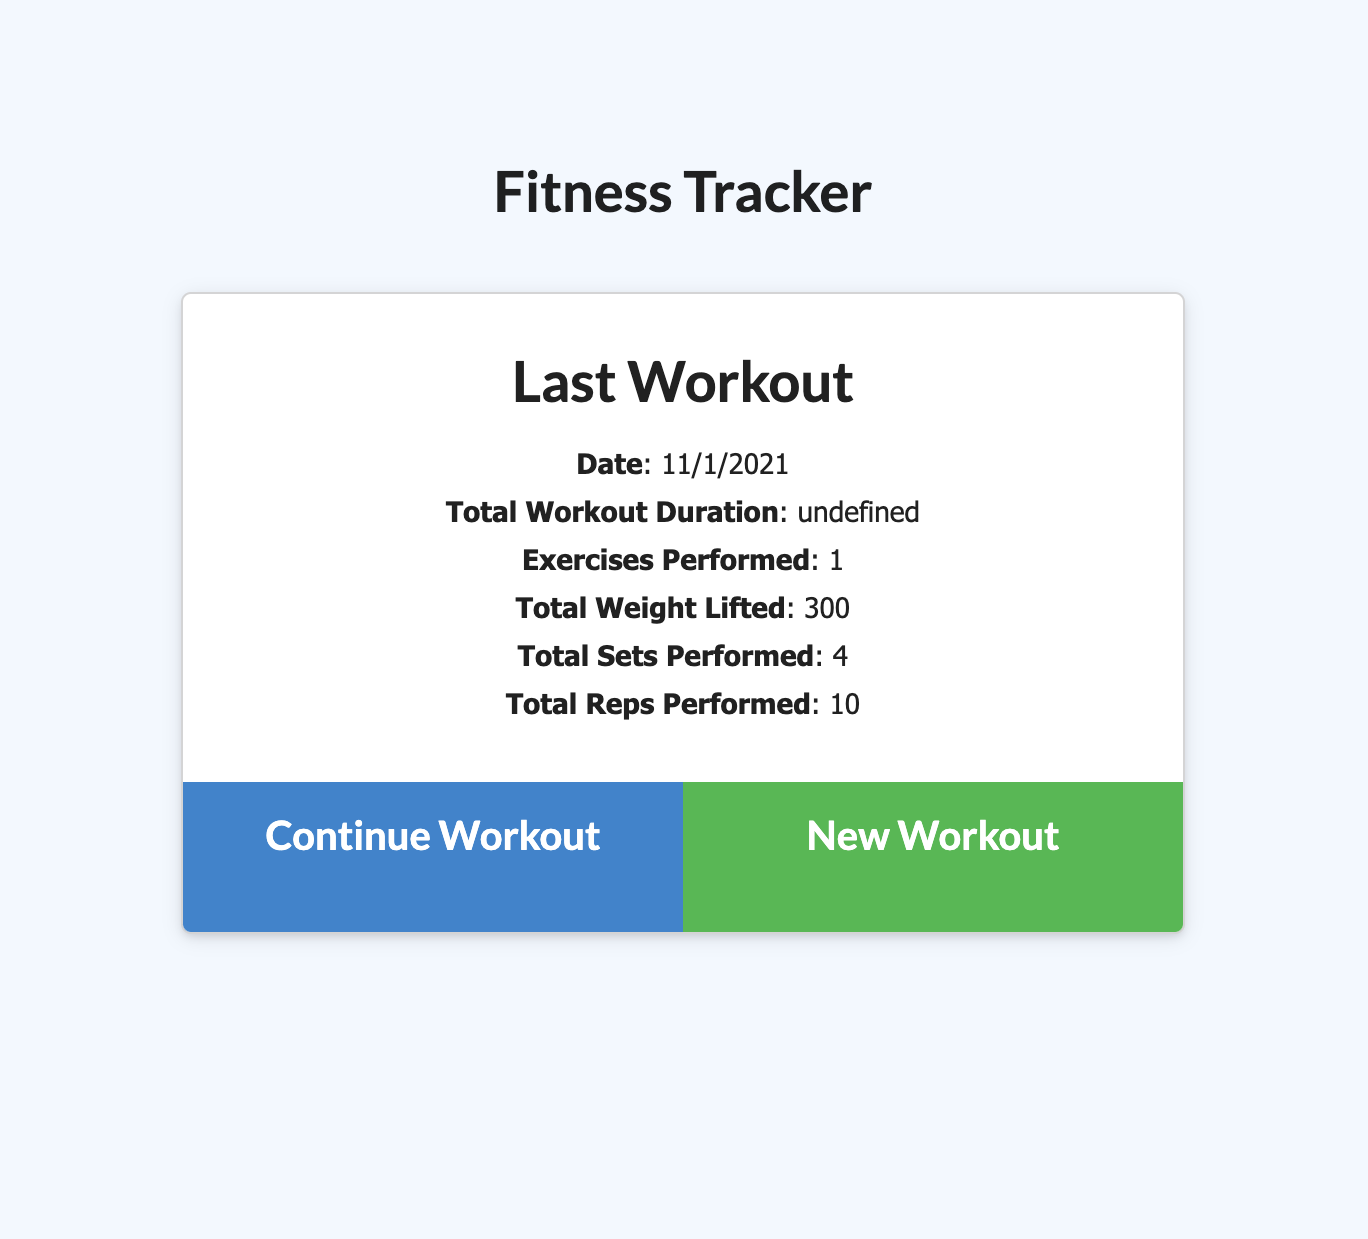 Fitness Tracker
Last Workout
Date: 11/1/2021
Total Workout Duration: undefined
Exercises Performed: 1
Total Weight Lifted: 300
Total Sets Performed: 4
Total Reps Performed: 10
Continue Workout
New Workout